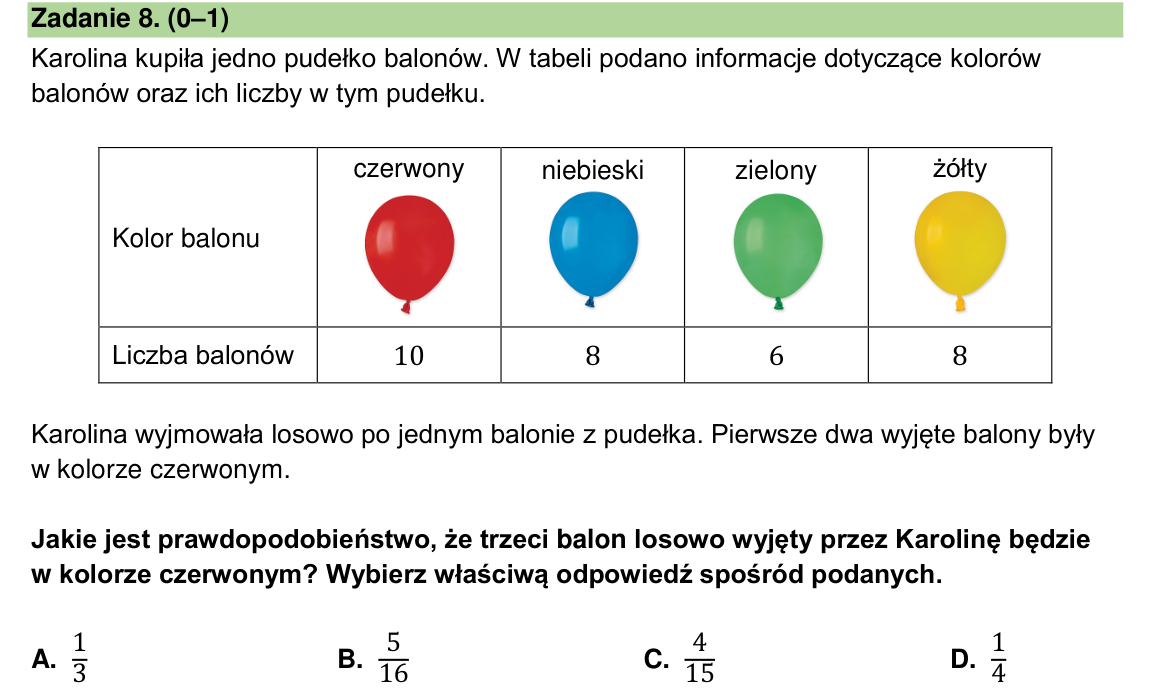 Zadanie 8. (0–1)
Karolina kupiła jedno pudełko balonów. W tabeli podano informacje dotyczące kolorów
balonów oraz ich liczby w tym pudełku.
Kolor balonu czerwony niebieski zielony żółty
Liczba balonów 10 8 6 8
Karolina wyjmowała losowo po jednym balonie z pudełka. Pierwsze dwa wyjęte balony były
w kolorze czerwonym.
Jakie jest prawdopodobieństwo, że trzeci balon losowo wyjęty przez Karolinę będzie
w kolorze czerwonym? Wybierz właściwą odpowiedź spośród podanych.
A. 1/3 B. 5/16 C. 4/15 D. 1/4